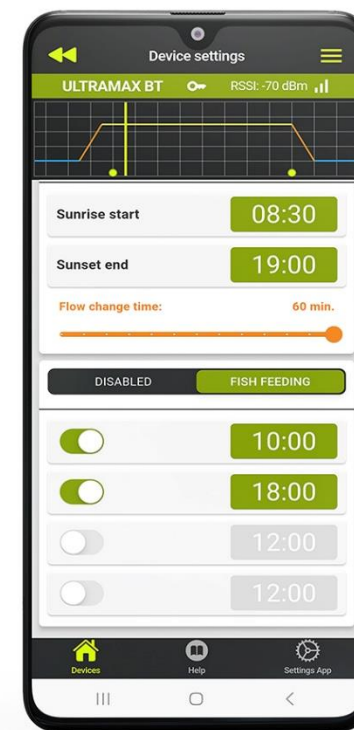 Device settings
ULTRAMAX BT RSSI: -70 dBm
Sunrise start 08:30
Sunset end 19:00
Flow change time: 60 min.
DISABLED FISH FEEDING
10:00
18:00
12:00
12:00
Devices Help Settings App